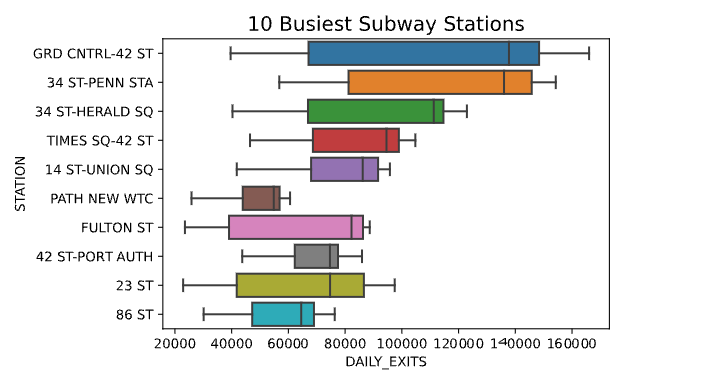 10 Busiest Subway Stations
GRD CNTRL-42 ST
34 ST-PENN STA
34 ST-HERALD SQ
TIMES SQ-42 ST
14 ST-UNION SQ
PATH NEW WTC
FULTON ST
42 ST-PORT AUTH
23 ST
86 ST
STATION
20000 40000 60000 80000 100000 120000 140000 160000
DAILY_EXITS